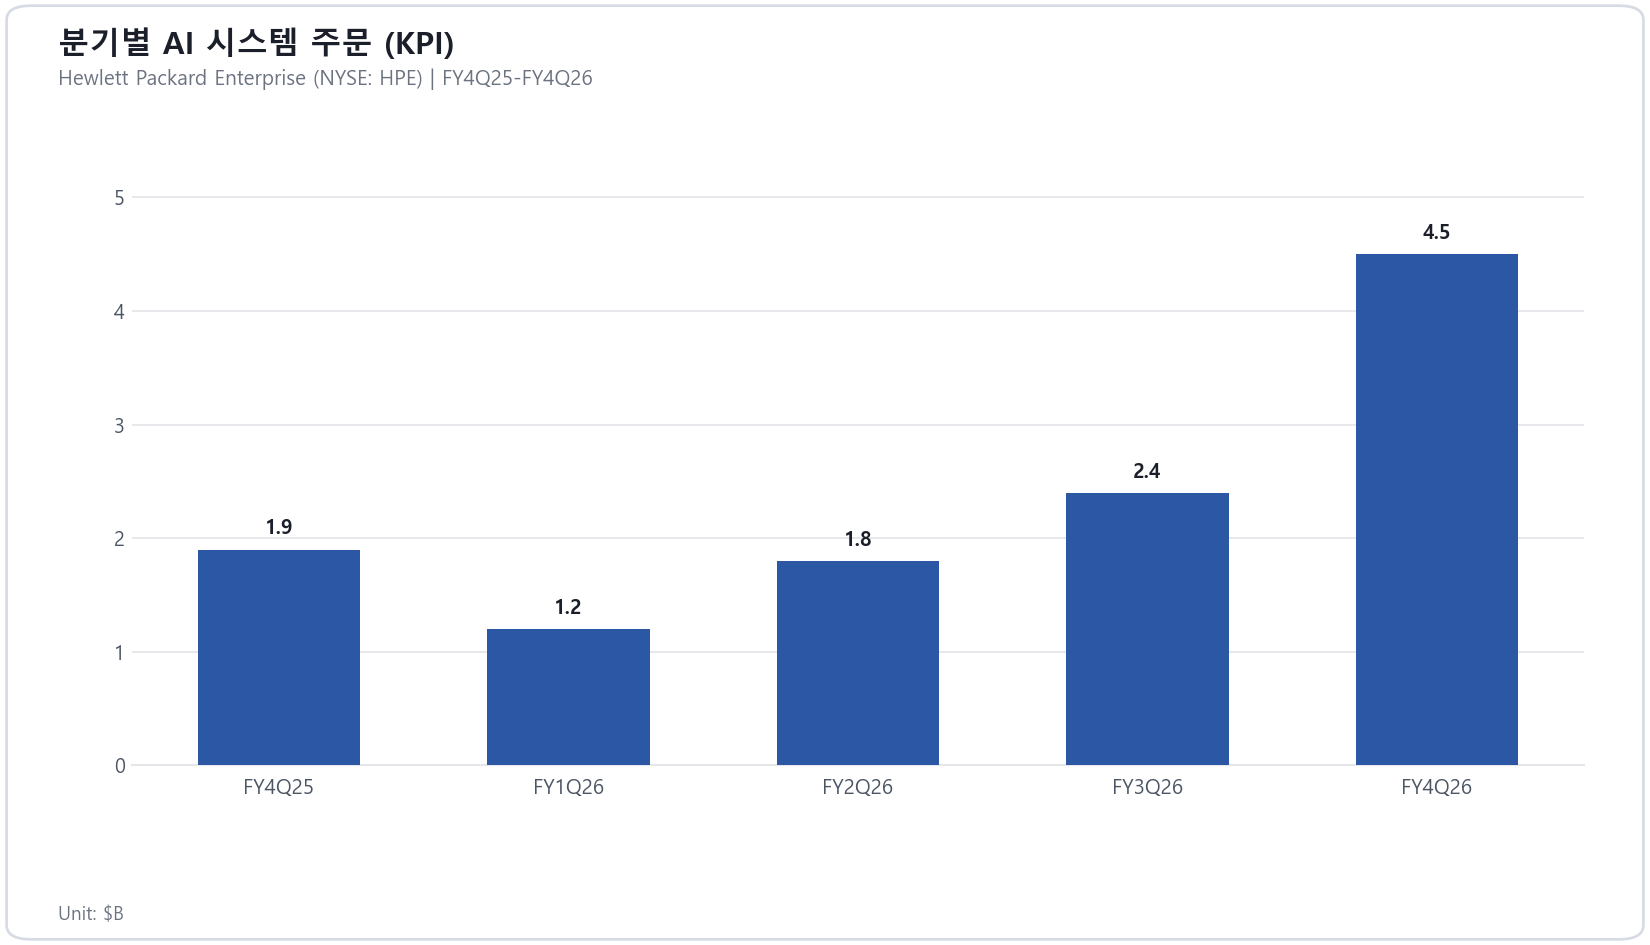 분기별 AI 시스템 주문 (KPI)
Hewlett Packard Enterprise (NYSE: HPE) | FY4Q25-FY4Q26
5
4
3
2
1
0
1.9
1.2
1.8
2.4
4.5
FY4Q25
FY1Q26
FY2Q26
FY3Q26
FY4Q26
Unit: $B